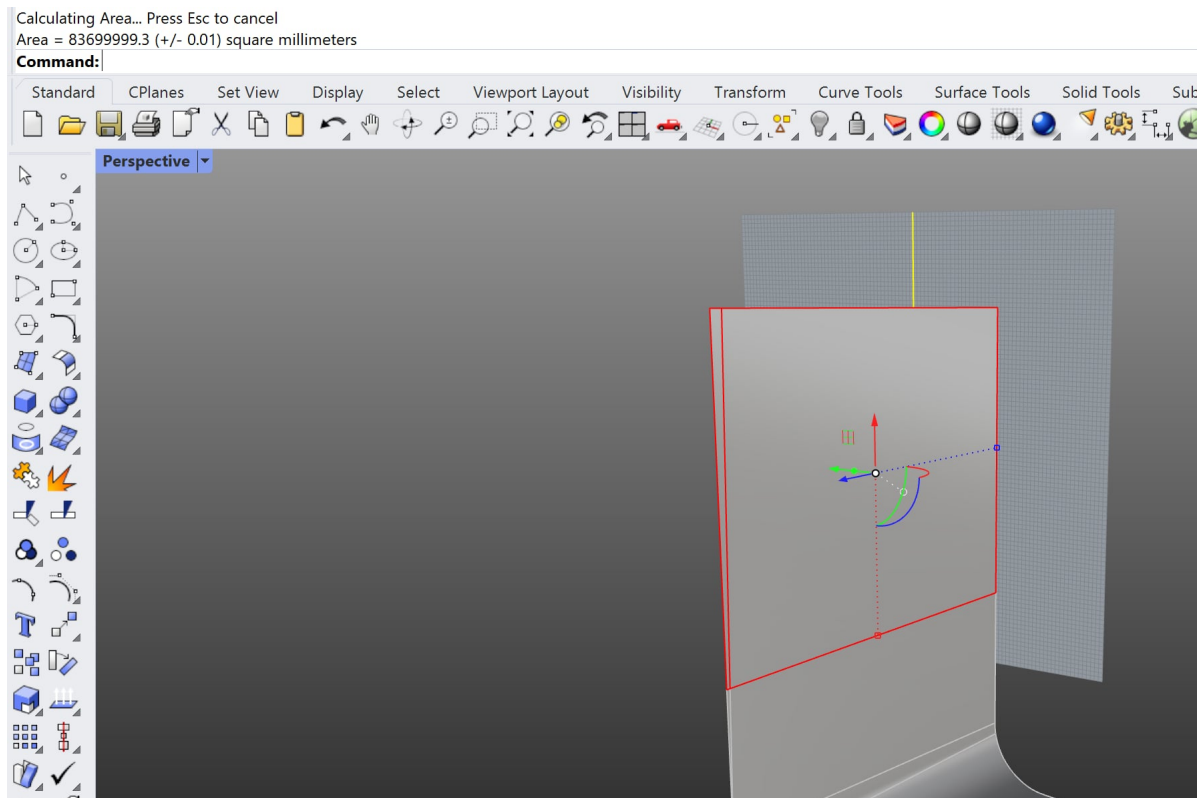 Calculating Area... Press Esc to cancel
Area = 83699999.3 (+/- 0.01) square millimeters
Command:
Standard CPlanes Set View Display Select Viewport Layout Visibility Transform Curve Tools Surface Tools Solid Tools Sub
Perspective